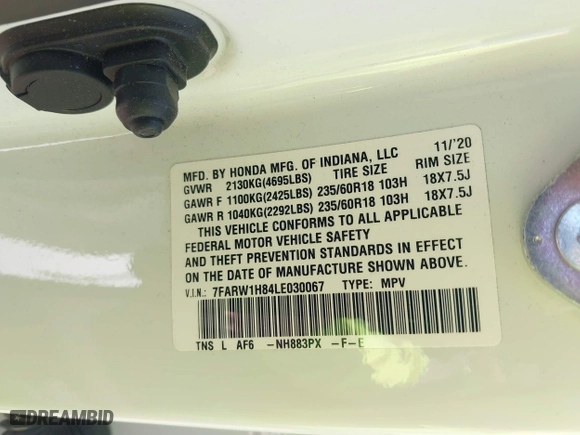 MFD. BY HONDA MFG. OF INDIANA, LLC 11/'20
GVWR 2130KG(4695LBS) TIRE SIZE RIM SIZE
GAWR F 1100KG(2425LBS) 235/60R18 103H 18X7.5J
GAWR R 1040KG(2292LBS) 235/60R18 103H 18X7.5J
THIS VEHICLE CONFORMS TO ALL APPLICABLE
FEDERAL MOTOR VEHICLE SAFETY
AND THEFT PREVENTION STANDARDS IN EFFECT
ON THE DATE OF MANUFACTURE SHOWN ABOVE.
V.I.N.: 7FARW1H84LE030067 TYPE: MPV
TNS L AF6 -NH883PX -F-E
DREAMBID